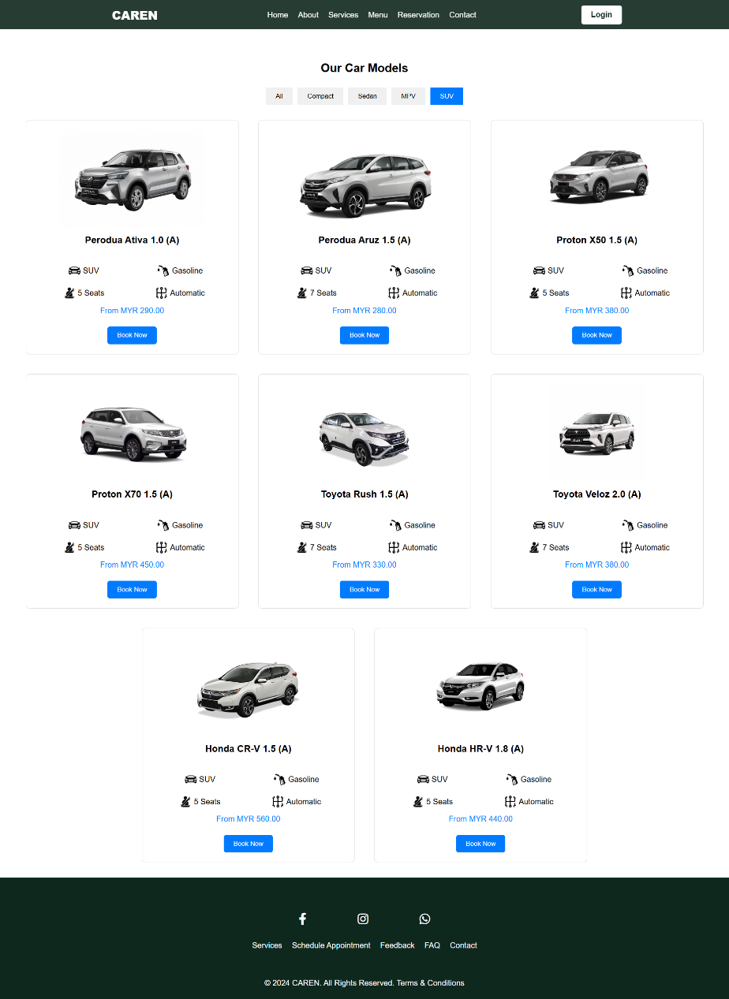 CAREN
Home About Services Menu Reservation Contact
Login
Our Car Models
All Compact Sedan MPV SUV
Perodua Ativa 1.0 (A)
SUV Gasoline
5 Seats Automatic
From MYR 290.00
Book Now
Perodua Aruz 1.5 (A)
SUV Gasoline
7 Seats Automatic
From MYR 280.00
Book Now
Proton X50 1.5 (A)
SUV Gasoline
5 Seats Automatic
From MYR 380.00
Book Now
Proton X70 1.5 (A)
SUV Gasoline
5 Seats Automatic
From MYR 450.00
Book Now
Toyota Rush 1.5 (A)
SUV Gasoline
7 Seats Automatic
From MYR 330.00
Book Now
Toyota Veloz 2.0 (A)
SUV Gasoline
7 Seats Automatic
From MYR 380.00
Book Now
Honda CR-V 1.5 (A)
SUV Gasoline
5 Seats Automatic
From MYR 560.00
Book Now
Honda HR-V 1.8 (A)
SUV Gasoline
5 Seats Automatic
From MYR 440.00
Book Now
Services Schedule Appointment Feedback FAQ Contact
© 2024 CAREN. All Rights Reserved. Terms & Conditions